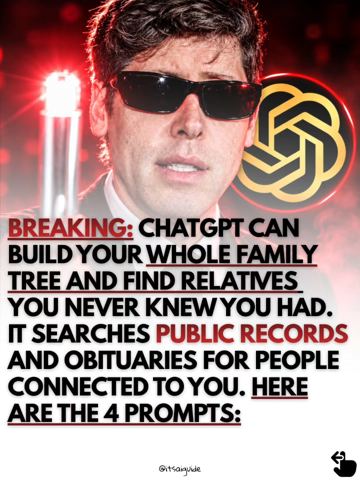 BREAKING: CHATGPT CAN
BUILD YOUR WHOLE FAMILY
TREE AND FIND RELATIVES
YOU NEVER KNEW YOU HAD.
IT SEARCHES PUBLIC RECORDS
AND OBITUARIES FOR PEOPLE
CONNECTED TO YOU. HERE
ARE THE 4 PROMPTS:
@itsaiguide